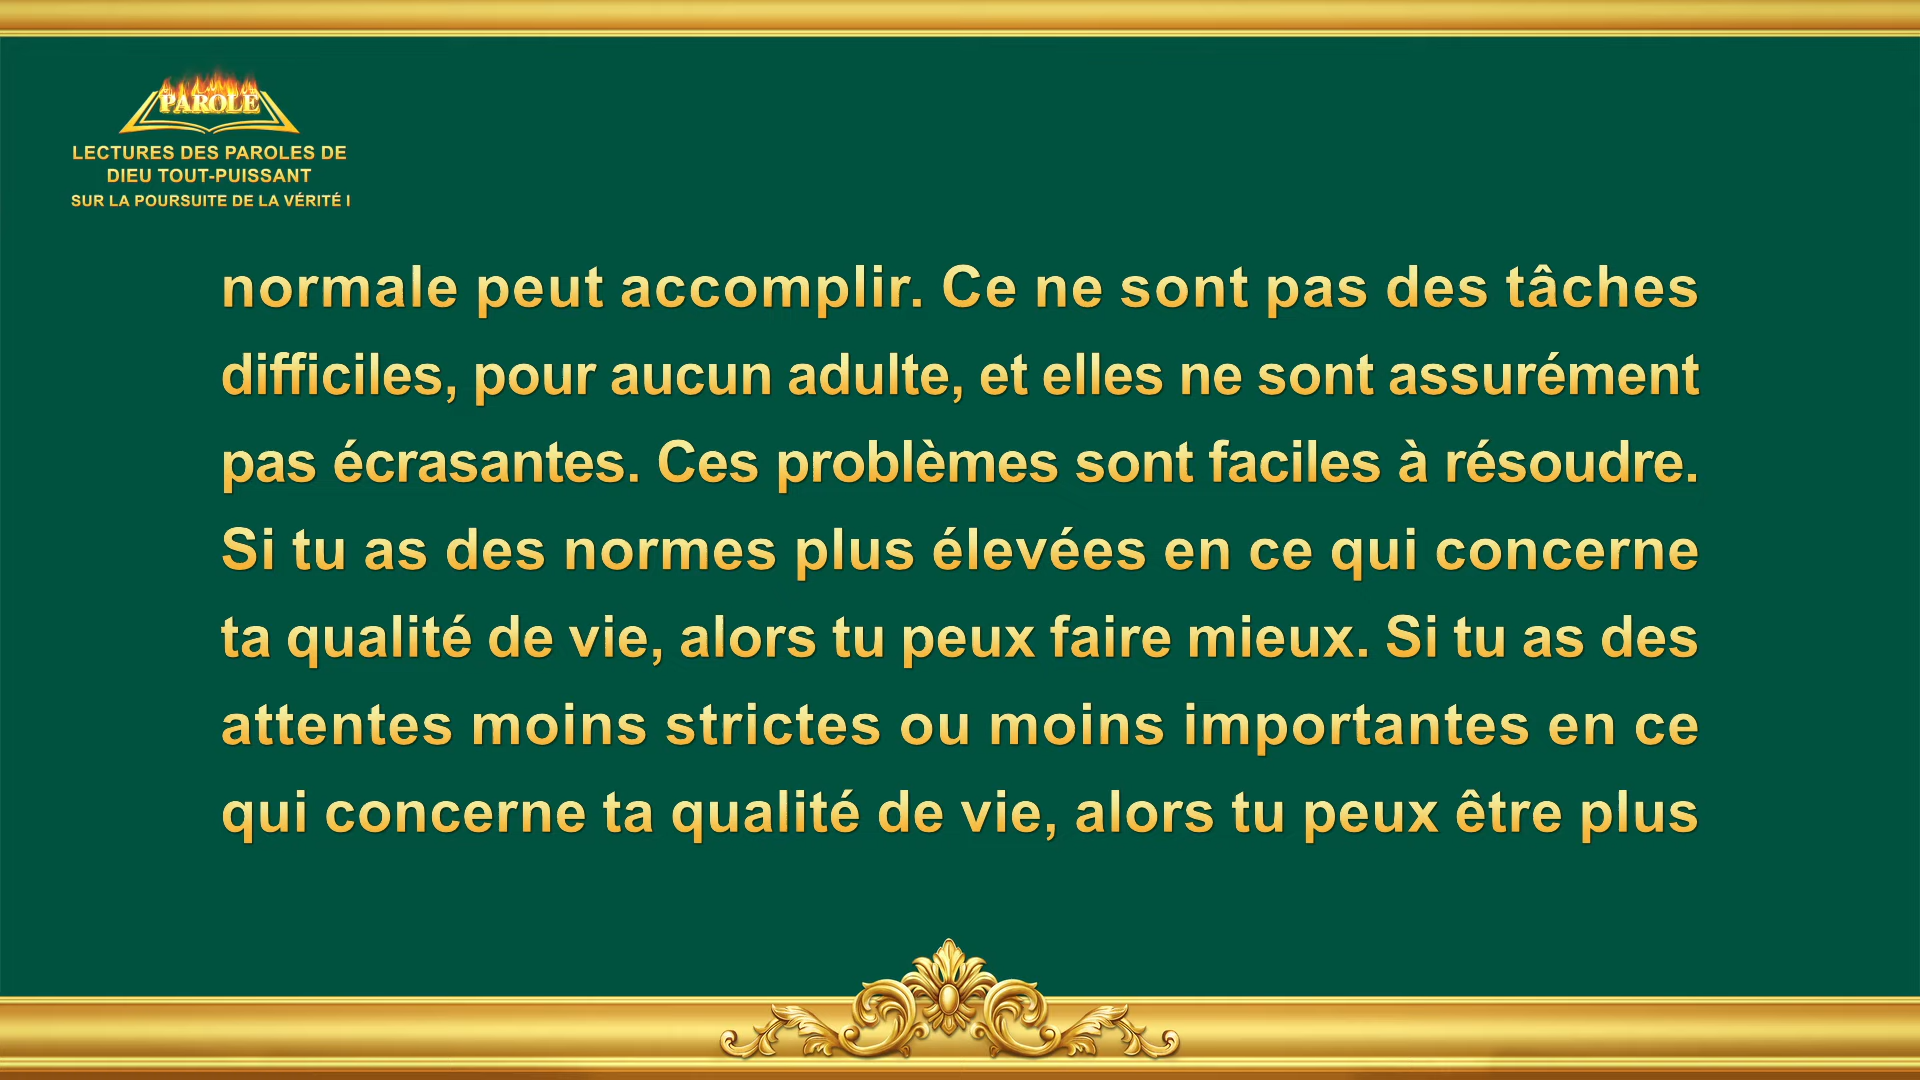 PAROLE
LECTURES DES PAROLES DE
DIEU TOUT-PUISSANT
SUR LA POURSUITE DE LA VÉRITÉ I
normale peut accomplir. Ce ne sont pas des tâches
difficiles, pour aucun adulte, et elles ne sont assurément
pas écrasantes. Ces problèmes sont faciles à résoudre.
Si tu as des normes plus élevées en ce qui concerne
ta qualité de vie, alors tu peux faire mieux. Si tu as des
attentes moins strictes ou moins importantes en ce
qui concerne ta qualité de vie, alors tu peux être plus